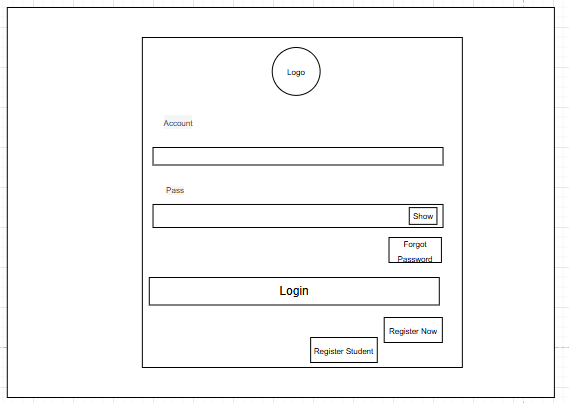 Logo
Account
Pass
Show
Forgot
Password
Login
Register Now
Register Student